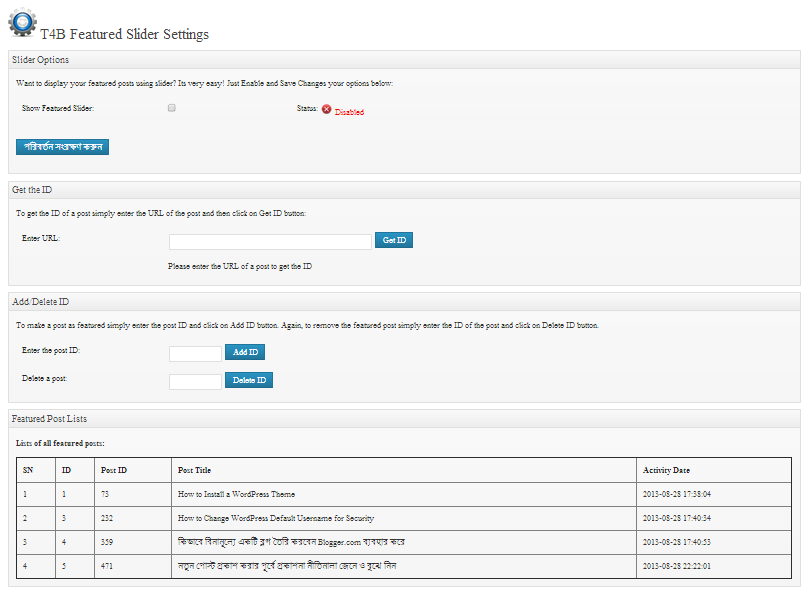 T4B Featured Slider Settings
Slider Options
Want to display your featured posts using slider? Its very easy! Just Enable and Save Changes your options below:
Show Featured Slider: Status: Disabled
পরিবর্তন সংরক্ষণ করুন
Get the ID
To get the ID of a post simply enter the URL of the post and then click on Get ID button:
Enter URL: Get ID
Please enter the URL of a post to get the ID
Add/Delete ID
To make a post as featured simply enter the post ID and click on Add ID button. Again, to remove the featured post simply enter the ID of the post and click on Delete ID button.
Enter the post ID: Add ID
Delete a post: Delete ID
Featured Post Lists
Lists of all featured posts:
SN ID Post ID Post Title Activity Date
1 1 73 How to Install a WordPress Theme 2013-08-28 17:38:04
2 3 232 How to Change WordPress Default Username for Security 2013-08-28 17:40:34
3 4 359 কিভাবে বিনামূল্যে একটি ব্লগ তৈরি করবেন Blogger.com ব্যবহার করে 2013-08-28 17:40:53
4 5 471 নতুন পোস্ট প্রকাশ করার পূর্বে প্রকাশনা নীতিমালা জেনে ও বুঝে নিন 2013-08-28 22:22:01